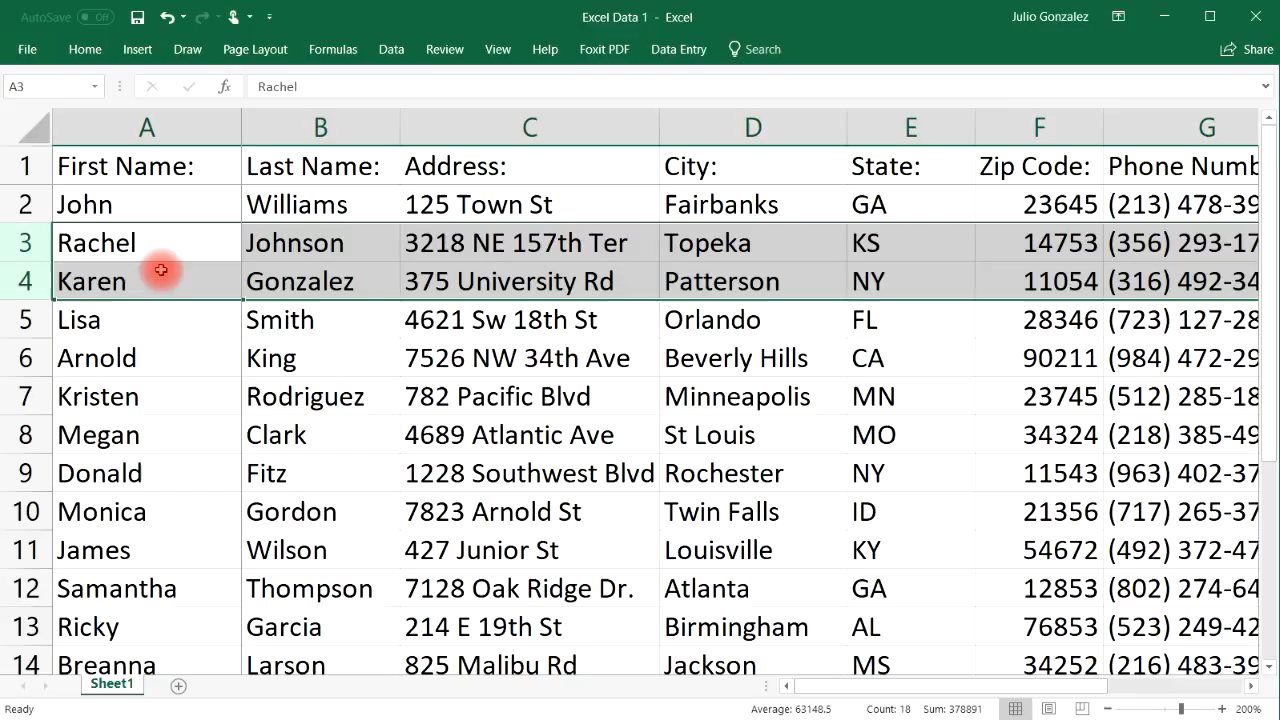 AutoSave Off Excel Data 1 - Excel Julio Gonzalez
File Home Insert Draw Page Layout Formulas Data Review View Help Foxit PDF Data Entry Search Share
A3 fx Rachel
A B C D E F G
1 First Name: Last Name: Address: City: State: Zip Code: Phone Numb
2 John Williams 125 Town St Fairbanks GA 23645 (213) 478-39
3 Rachel Johnson 3218 NE 157th Ter Topeka KS 14753 (356) 293-17
4 Karen Gonzalez 375 University Rd Patterson NY 11054 (316) 492-34
5 Lisa Smith 4621 Sw 18th St Orlando FL 28346 (723) 127-28
6 Arnold King 7526 NW 34th Ave Beverly Hills CA 90211 (984) 472-29
7 Kristen Rodriguez 782 Pacific Blvd Minneapolis MN 23745 (512) 285-18
8 Megan Clark 4689 Atlantic Ave St Louis MO 34324 (218) 385-49
9 Donald Fitz 1228 Southwest Blvd Rochester NY 11543 (963) 402-37
10 Monica Gordon 7823 Arnold St Twin Falls ID 21356 (717) 265-37
11 James Wilson 427 Junior St Louisville KY 54672 (492) 372-47
12 Samantha Thompson 7128 Oak Ridge Dr. Atlanta GA 12853 (802) 274-64
13 Ricky Garcia 214 E 19th St Birmingham AL 76853 (523) 249-42
14 Breanna Larson 825 Malibu Rd Jackson MS 34252 (216) 483-39
Sheet1
Ready Average: 63148.5 Count: 18 Sum: 378891 200%